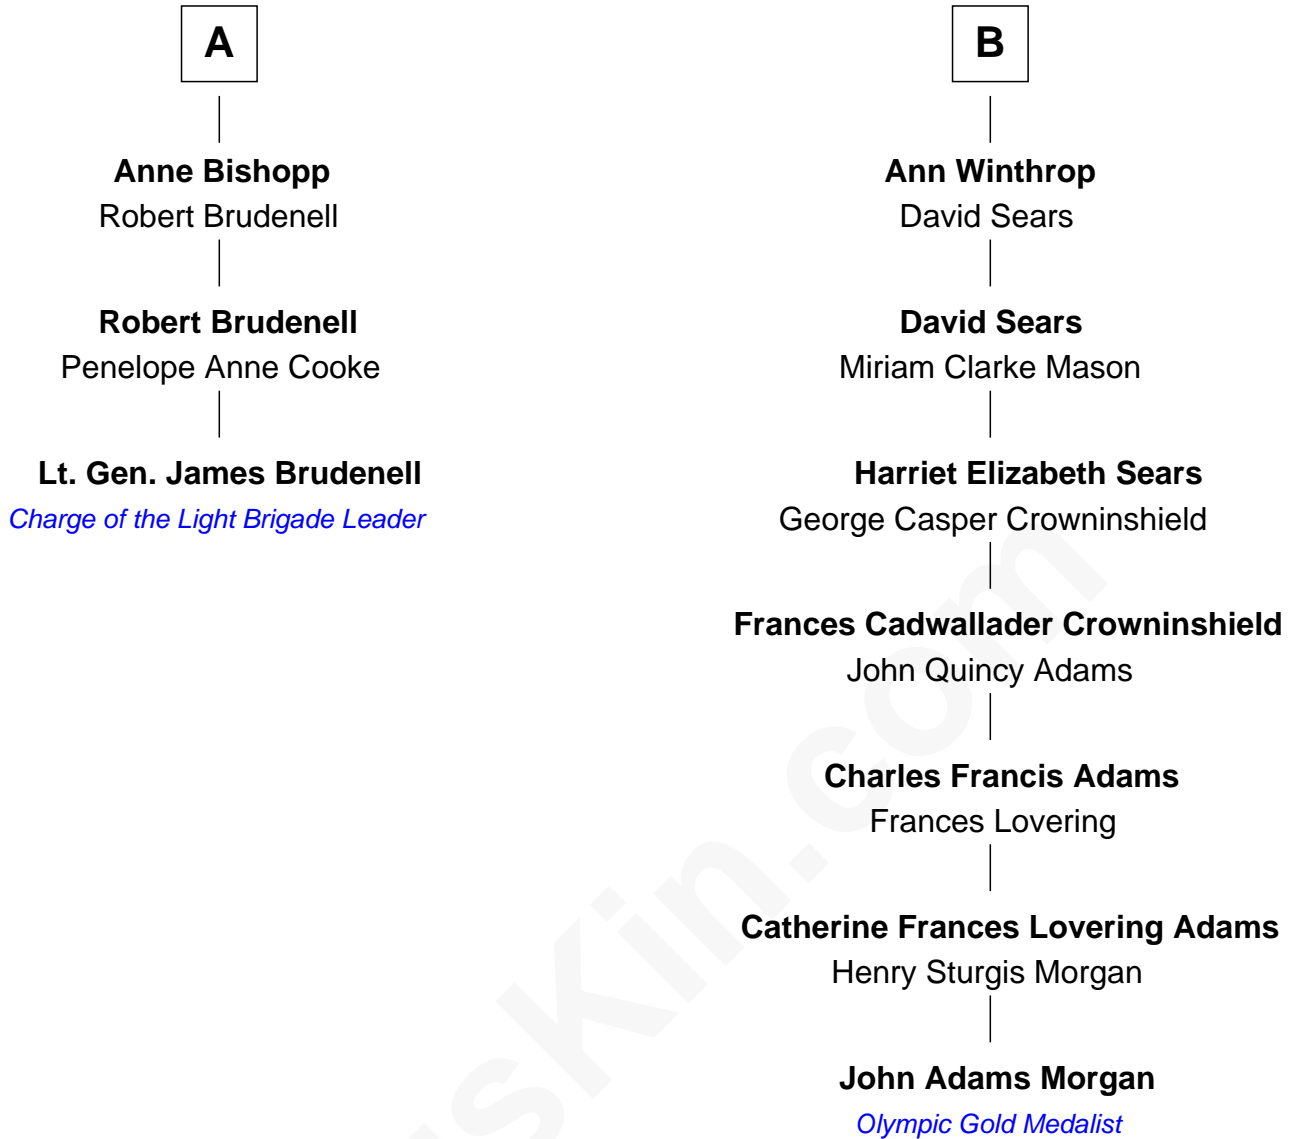 A
Anne Bishopp
Robert Brudenell
Robert Brudenell
Penelope Anne Cooke
Lt. Gen. James Brudenell
Charge of the Light Brigade Leader
B
Ann Winthrop
David Sears
David Sears
Miriam Clarke Mason
Harriet Elizabeth Sears
George Casper Crowninshield
Frances Cadwallader Crowninshield
John Quincy Adams
Charles Francis Adams
Frances Lovering
Catherine Frances Lovering Adams
Henry Sturgis Morgan
John Adams Morgan
Olympic Gold Medalist
sKin.com